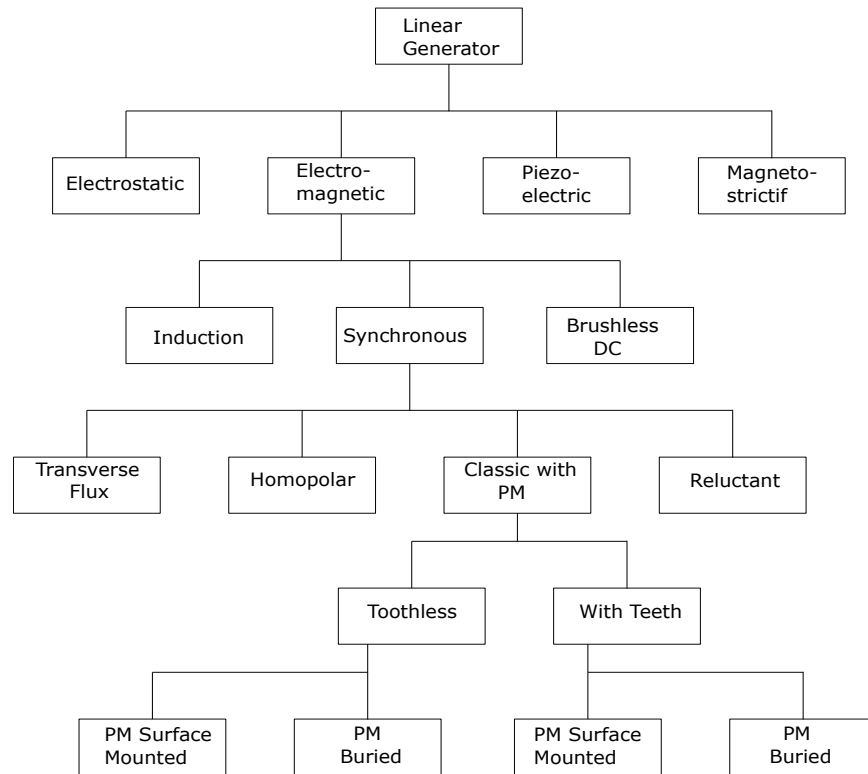 Linear
Generator
Electrostatic
Electro-
magnetic
Piezo-
electric
Magneto-
strictif
Induction
Synchronous
Brushless
DC
Transverse
Flux
Homopolar
Classic with
PM
Reluctant
Toothless
With Teeth
PM Surface
Mounted
PM
Buried
PM Surface
Mounted
PM
Buried